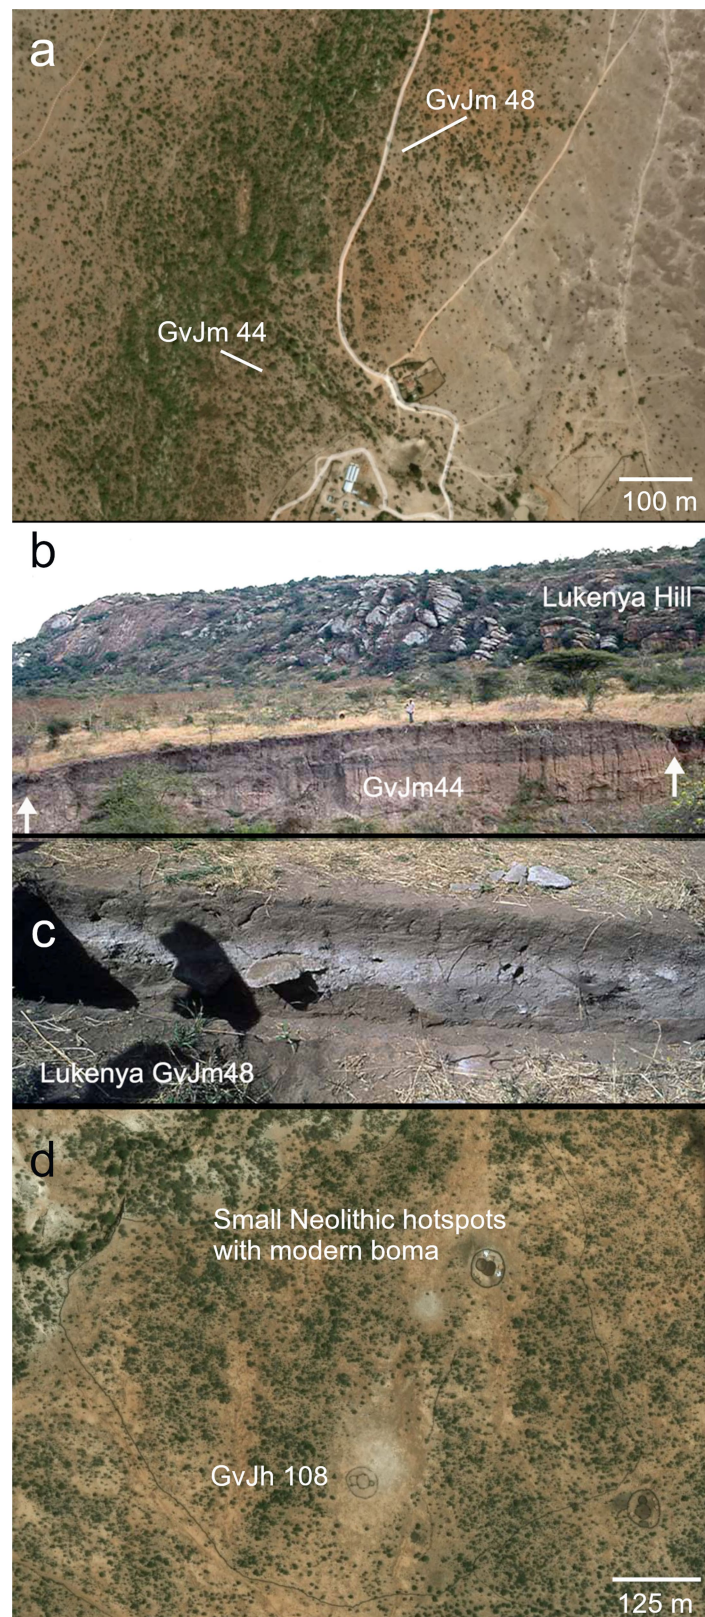 a
GvJm 48
GvJm 44
100 m
b
Lukenya Hill
GvJm44
c
Lukenya GvJm48
d
Small Neolithic hotspots
with modern boma
GvJh 108
125 m